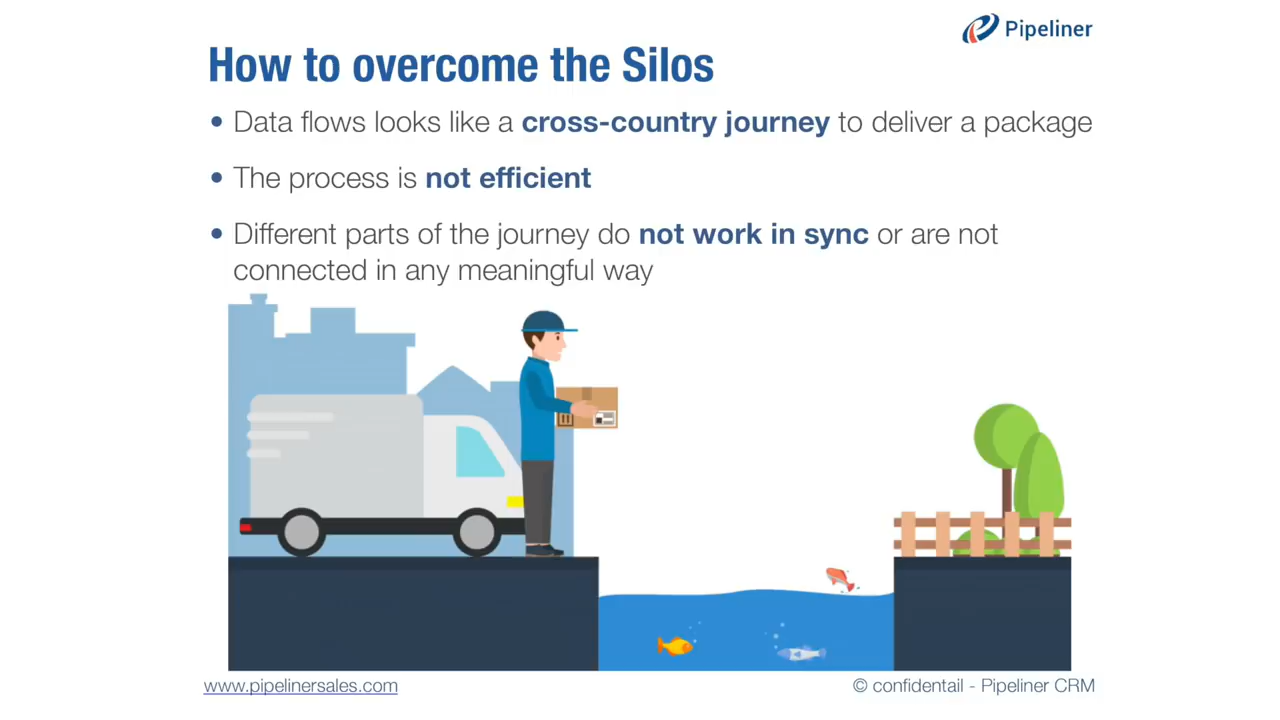 Pipeliner
How to overcome the Silos
• Data flows looks like a cross-country journey to deliver a package
• The process is not efficient
• Different parts of the journey do not work in sync or are not
connected in any meaningful way
www.pipelinersales.com
© confidentail - Pipeliner CRM